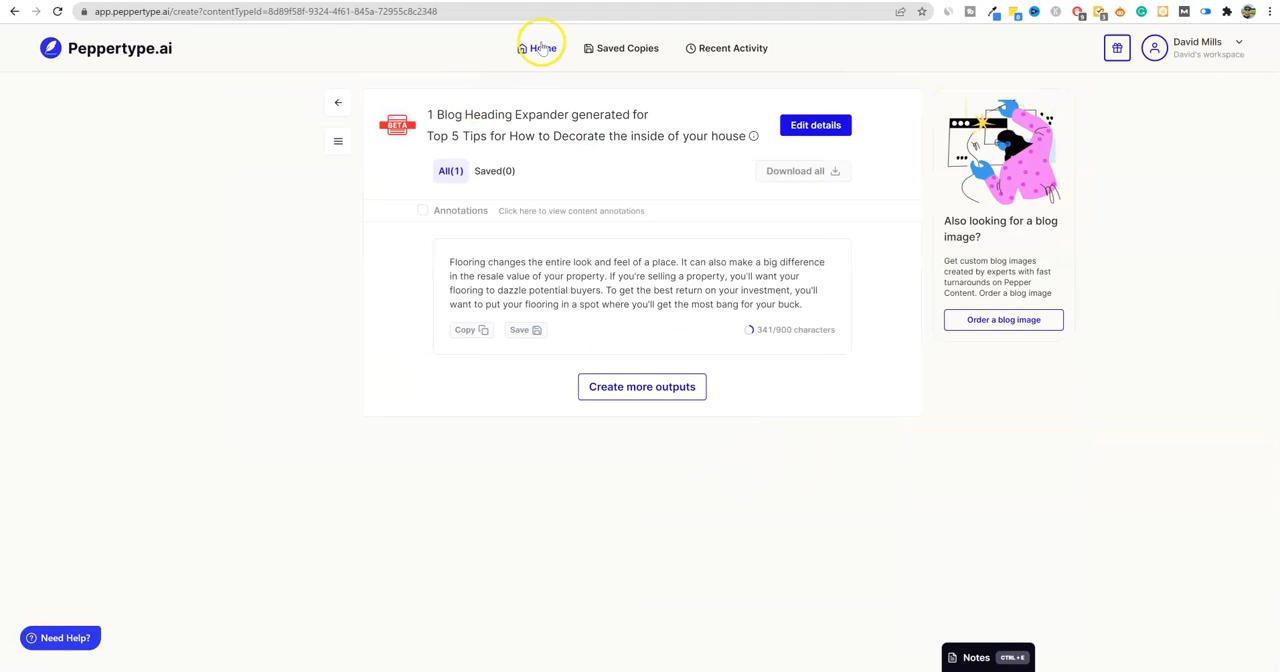 app.peppertype.ai/create?contentTypeId=8d89f58f-9324-4f61-845a-72955c8c2348
Peppertype.ai
Home
Saved Copies
Recent Activity
David Mills
David's workspace
BETA
1 Blog Heading Expander generated for
Top 5 Tips for How to Decorate the inside of your house
Edit details
All(1)
Saved(0)
Download all
Annotations
Click here to view content annotations
Flooring changes the entire look and feel of a place. It can also make a big difference
in the resale value of your property. If you're selling a property, you'll want your
flooring to dazzle potential buyers. To get the best return on your investment, you'll
want to put your flooring in a spot where you'll get the most bang for your buck.
Copy
Save
341/900 characters
Create more outputs
Also looking for a blog
image?
Get custom blog images
created by experts with fast
turnarounds on Pepper
Content. Order a blog image
Order a blog image
Need Help?
Notes
CTRL+E